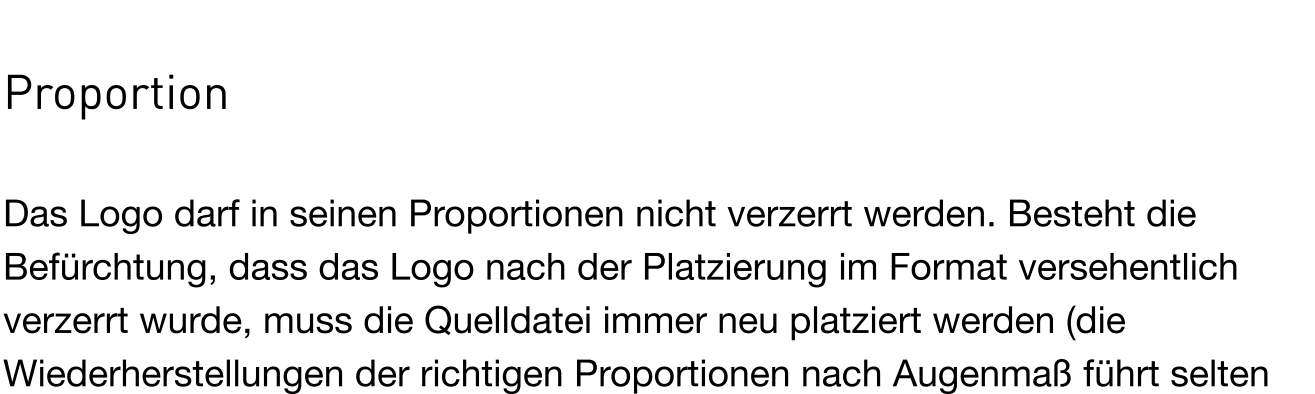 Proportion
Das Logo darf in seinen Proportionen nicht verzerrt werden. Besteht die
Befürchtung, dass das Logo nach der Platzierung im Format versehentlich
verzerrt wurde, muss die Quelldatei immer neu platziert werden (die
Wiederherstellungen der richtigen Proportionen nach Augenmaß führt selten